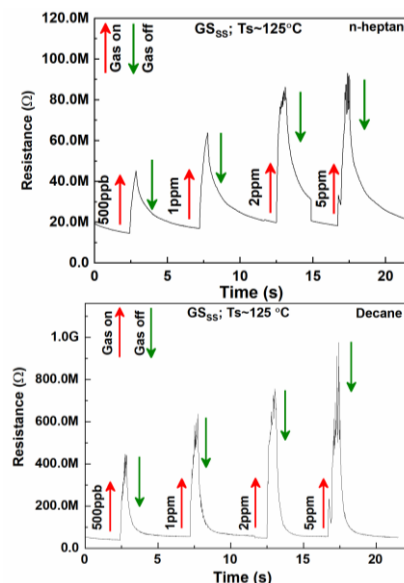 GSSS; Ts~125°C n-heptan
Gas on
Gas off
120.0M
100.0M
80.0M
60.0M
40.0M
20.0M
0.0
Resistance (Ω)
500ppb
1ppm
2ppm
5ppm
0 5 10 15 20
Time (s)
GSSS; Ts~125 °C Decane
Gas on
Gas off
1.0G
800.0M
600.0M
400.0M
200.0M
0.0
Resistance (Ω)
500ppb
1ppm
2ppm
5ppm
0 5 10 15 20
Time (s)